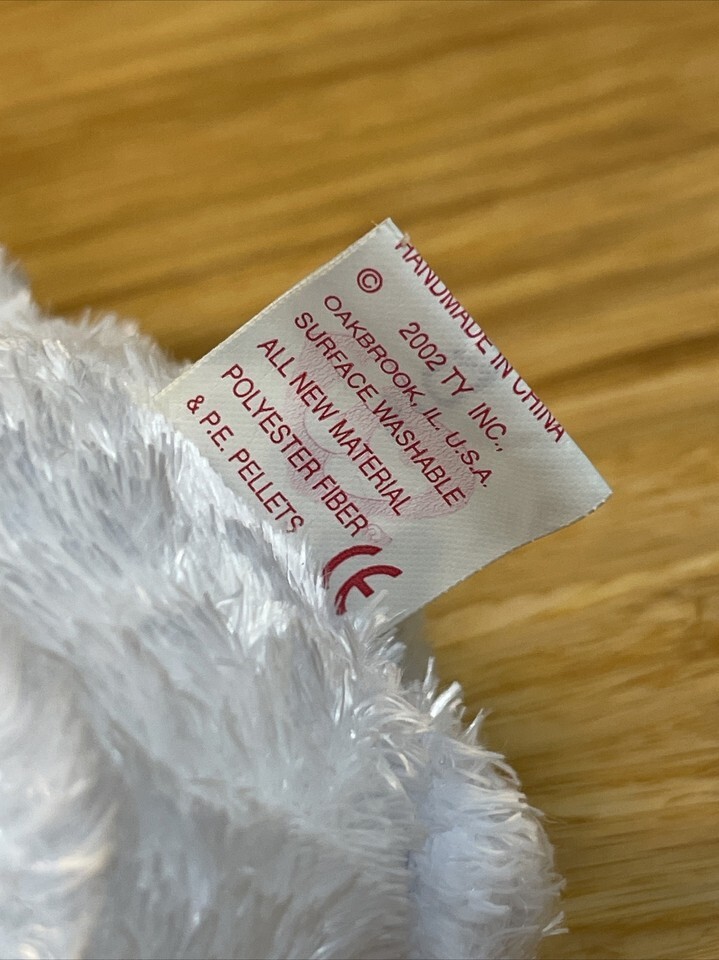 HANDMADE IN CHINA
© 2002 TY INC.,
OAKBROOK, IL. U.S.A.
SURFACE WASHABLE
ALL NEW MATERIAL
POLYESTER FIBER
& P.E. PELLETS
CE